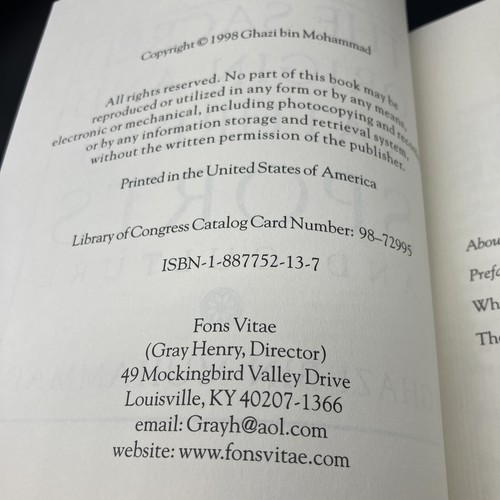 Copyright © 1998 Ghazi bin Mohammad
All rights reserved. No part of this book may be
reproduced or utilized in any form or by any means,
electronic or mechanical, including photocopying and
or by any information storage and retrieval system,
without the written permission of the publisher.
Printed in the United States of America
Library of Congress Catalog Card Number: 98–72995
ISBN-1-887752-13-7
Fons Vitae
(Gray Henry, Director)
49 Mockingbird Valley Drive
Louisville, KY 40207-1366
email: Grayh@aol.com
website: www.fonsvitae.com
Abou
Prefa
Wh
The